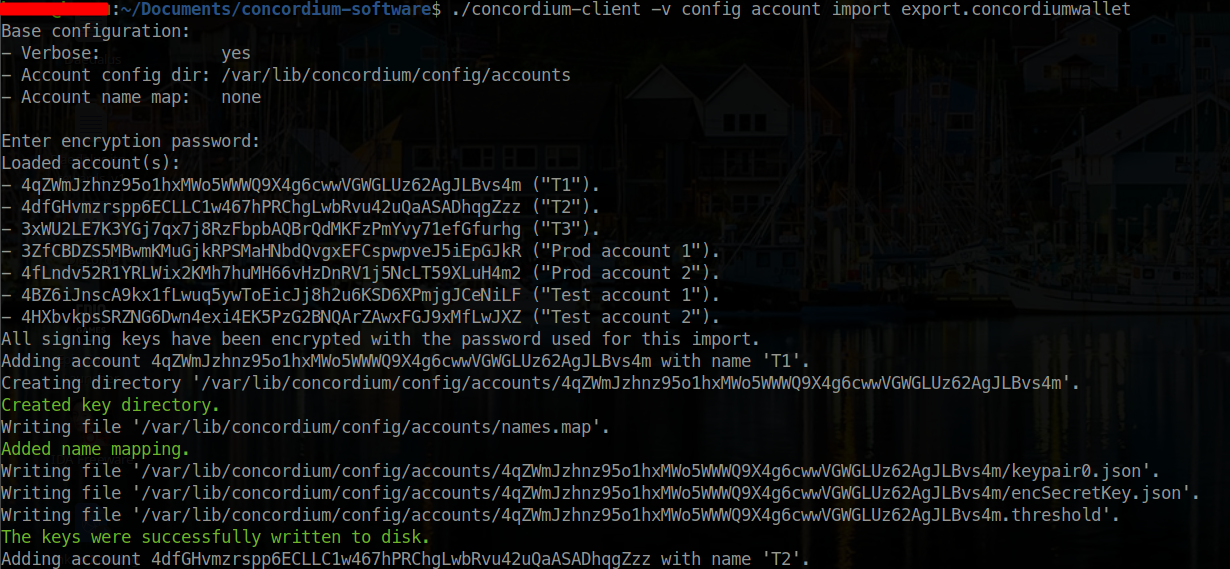 :~/Documents/concordium-software$ ./concordium-client -v config account import export.concordiumwallet
Base configuration:
- Verbose: yes
- Account config dir: /var/lib/concordium/config/accounts
- Account name map: none
Enter encryption password:
Loaded account(s):
- 4qZWmJzhnz95o1hxMWo5WWWQ9X4g6cwwVGWGLUz62AgJLBvs4m ("T1").
- 4dfGHvmzrspp6ECLLC1w467hPRChgLwbRvu42uQaASADhqgZzz ("T2").
- 3xWU2LE7K3YGj7qx7j8RzFbpbAQBrQdMKFzPmYvy71efGfurhg ("T3").
- 3ZfCBDZS5MBwmKMuGjkRPSMaHNbdQvgxEFCspwpveJ5iEpGJkR ("Prod account 1").
- 4fLndv52R1YRLWix2KMh7huMH66vHzDnRV1j5NcLT59XLuH4m2 ("Prod account 2").
- 4BZ6iJnscA9kx1fLwuq5ywToEicJj8h2u6KSD6XPmjgJCeNiLF ("Test account 1").
- 4HXbvkpsSRZNG6Dwn4exi4EK5PzG2BNQArZAwxFGJ9xMfLwJXZ ("Test account 2").
All signing keys have been encrypted with the password used for this import.
Adding account 4qZWmJzhnz95o1hxMWo5WWWQ9X4g6cwwVGWGLUz62AgJLBvs4m with name 'T1'.
Creating directory '/var/lib/concordium/config/accounts/4qZWmJzhnz95o1hxMWo5WWWQ9X4g6cwwVGWGLUz62AgJLBvs4m'.
Created key directory.
Writing file '/var/lib/concordium/config/accounts/names.map'.
Added name mapping.
Writing file '/var/lib/concordium/config/accounts/4qZWmJzhnz95o1hxMWo5WWWQ9X4g6cwwVGWGLUz62AgJLBvs4m/keypair0.json'.
Writing file '/var/lib/concordium/config/accounts/4qZWmJzhnz95o1hxMWo5WWWQ9X4g6cwwVGWGLUz62AgJLBvs4m/encSecretKey.json'.
Writing file '/var/lib/concordium/config/accounts/4qZWmJzhnz95o1hxMWo5WWWQ9X4g6cwwVGWGLUz62AgJLBvs4m.threshold'.
The keys were successfully written to disk.
Adding account 4dfGHvmzrspp6ECLLC1w467hPRChgLwbRvu42uQaASADhqgZzz with name 'T2'.